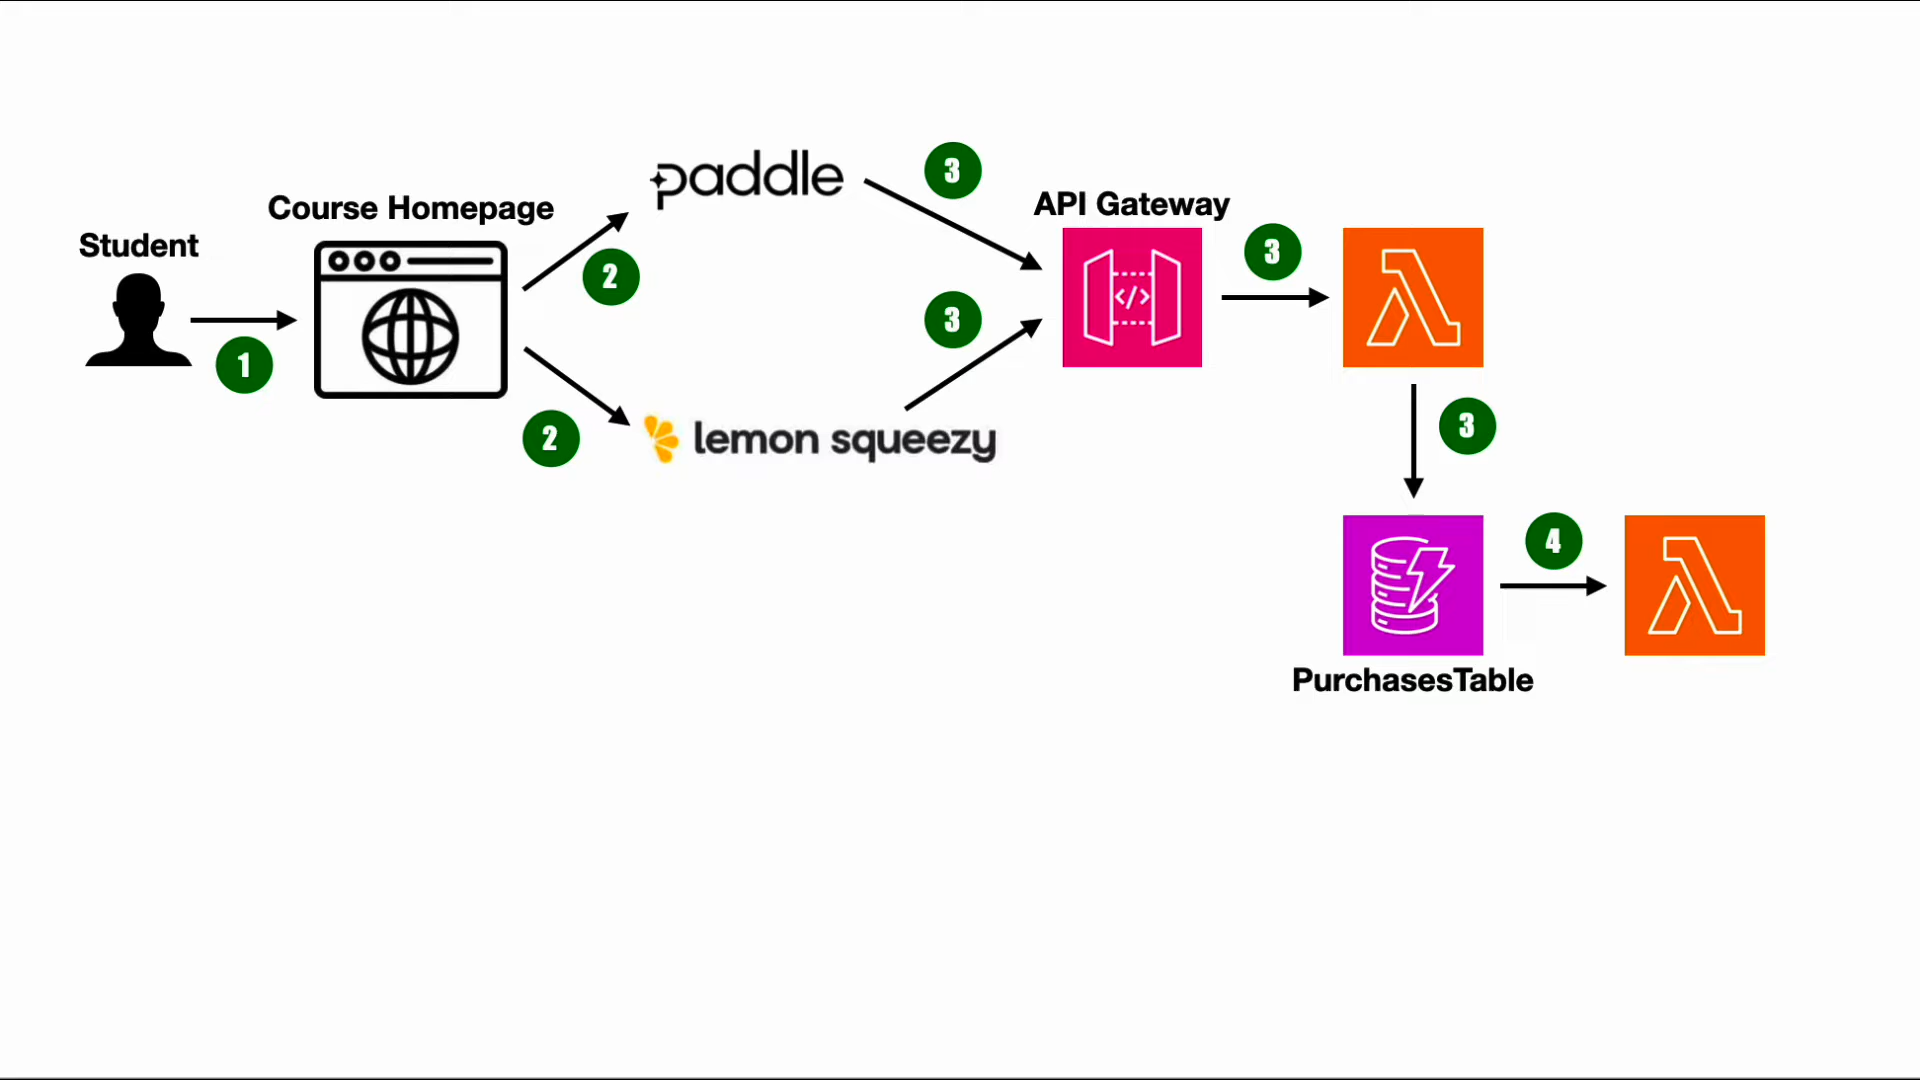 Student
1
Course Homepage
2
2
paddle
lemon squeezy
3
3
API Gateway
</>
3
3
PurchasesTable
4